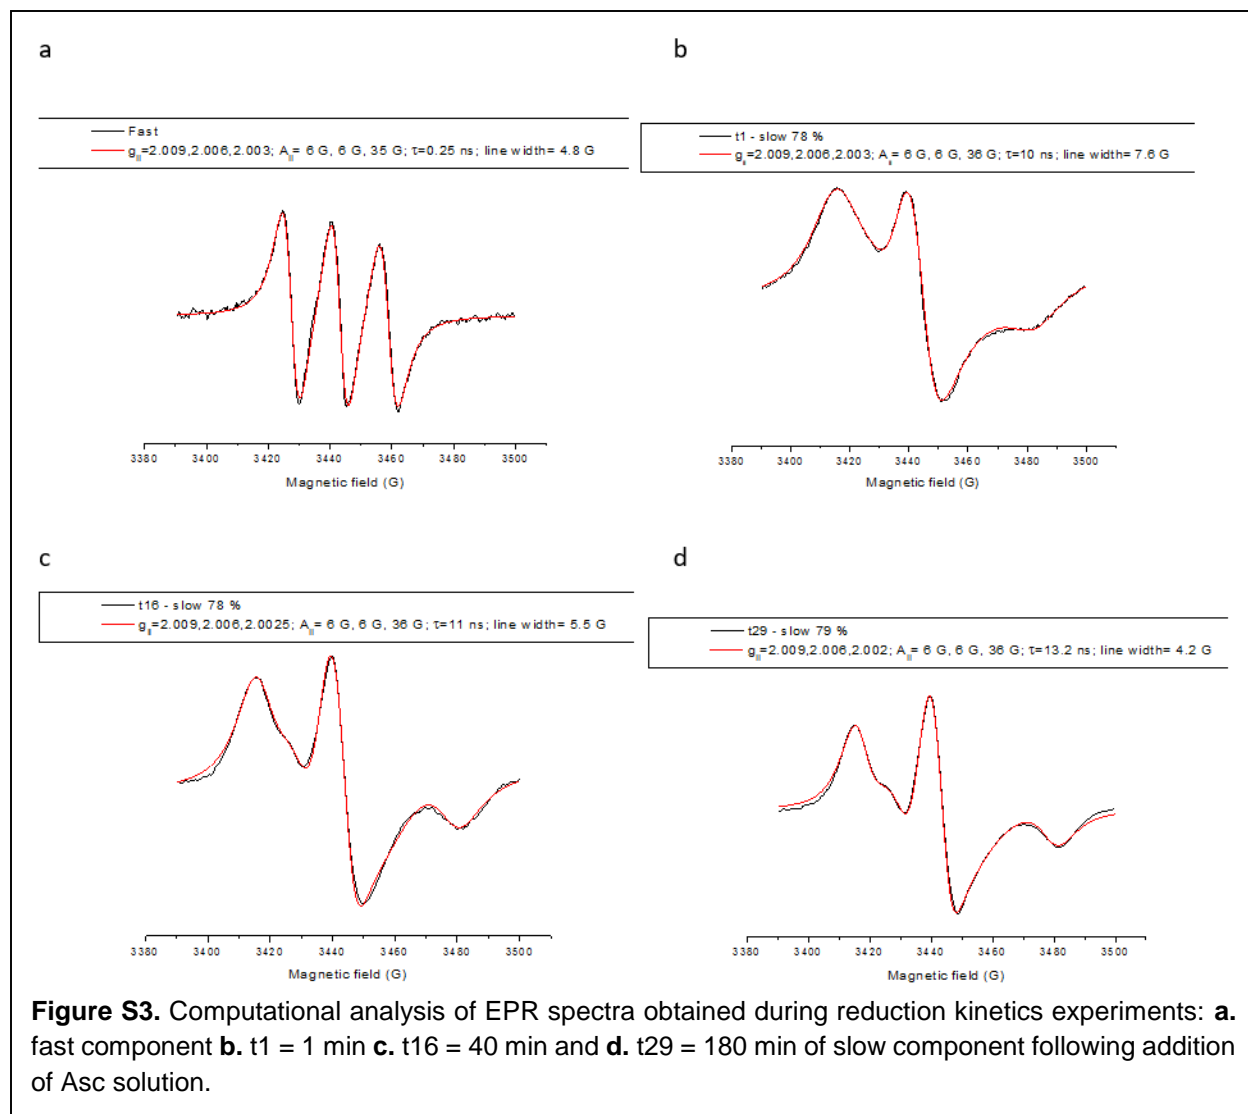 a
b
Fast
g||=2.009,2.006,2.003; A||= 6 G, 6 G, 35 G; τ=0.25 ns; line width= 4.8 G
t1 - slow 78 %
g||=2.009,2.006,2.003; A||= 6 G, 6 G, 36 G; τ=10 ns; line width= 7.6 G
3380 3400 3420 3440 3460 3480 3500
Magnetic field (G)
3380 3400 3420 3440 3460 3480 3500
Magnetic field (G)
c
d
t16 - slow 78 %
g||=2.009,2.006,2.0025; A||= 6 G, 6 G, 36 G; τ=11 ns; line width= 5.5 G
t29 - slow 79 %
g||=2.009,2.006,2.002; A||= 6 G, 6 G, 36 G; τ=13.2 ns; line width= 4.2 G
3380 3400 3420 3440 3460 3480 3500
Magnetic field (G)
3380 3400 3420 3440 3460 3480 3500
Magnetic field (G)
Figure S3. Computational analysis of EPR spectra obtained during reduction kinetics experiments: a.
fast component b. t1 = 1 min c. t16 = 40 min and d. t29 = 180 min of slow component following addition
of Asc solution.